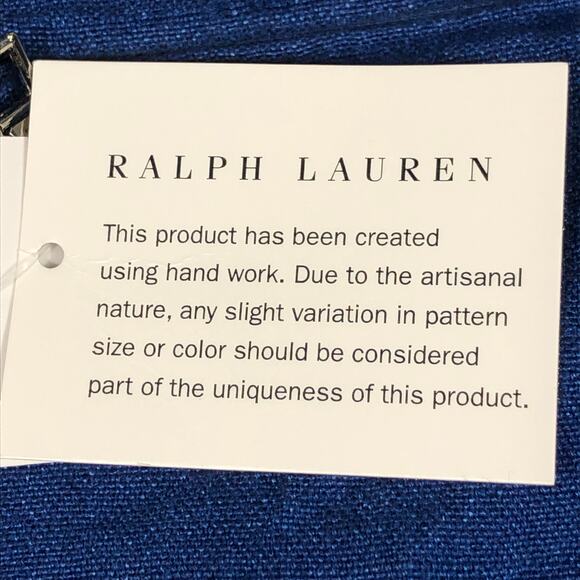 RALPH LAUREN
This product has been created
using hand work. Due to the artisanal
nature, any slight variation in pattern
size or color should be considered
part of the uniqueness of this product.